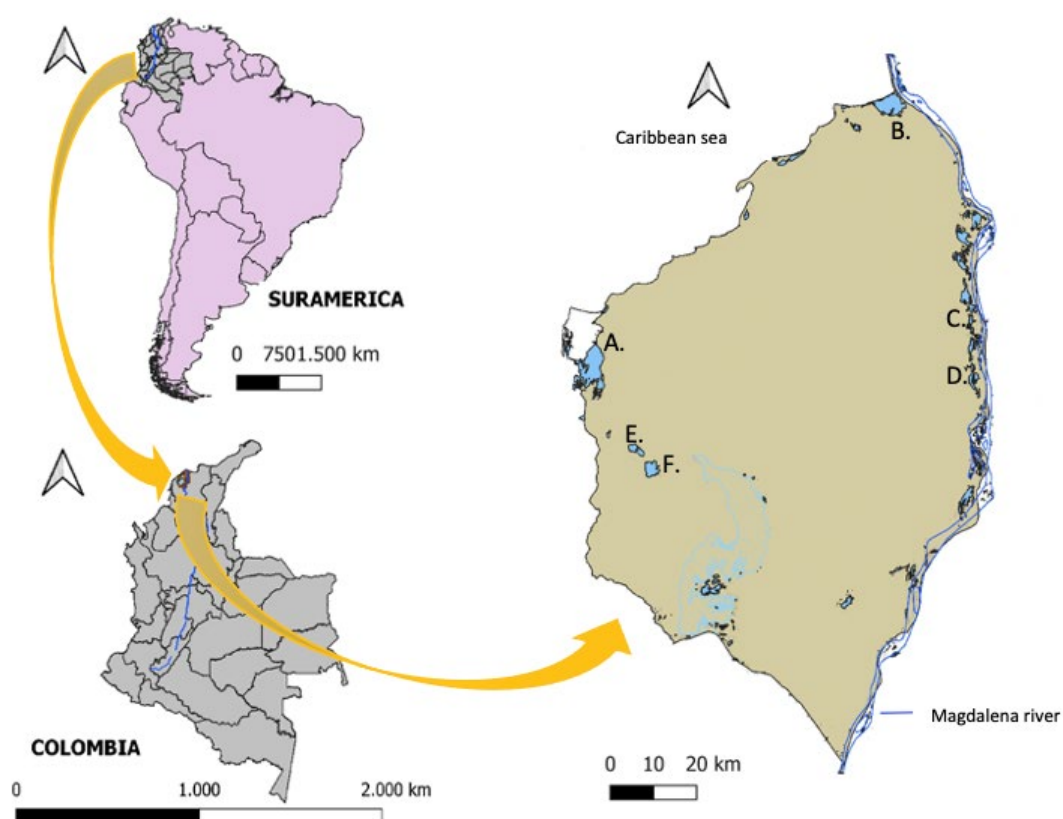 SURAMERICA
0 7501.500 km
COLOMBIA
0 1.000 2.000 km
Caribbean sea
A.
B.
C.
D.
E.
F.
Magdalena river
0 10 20 km